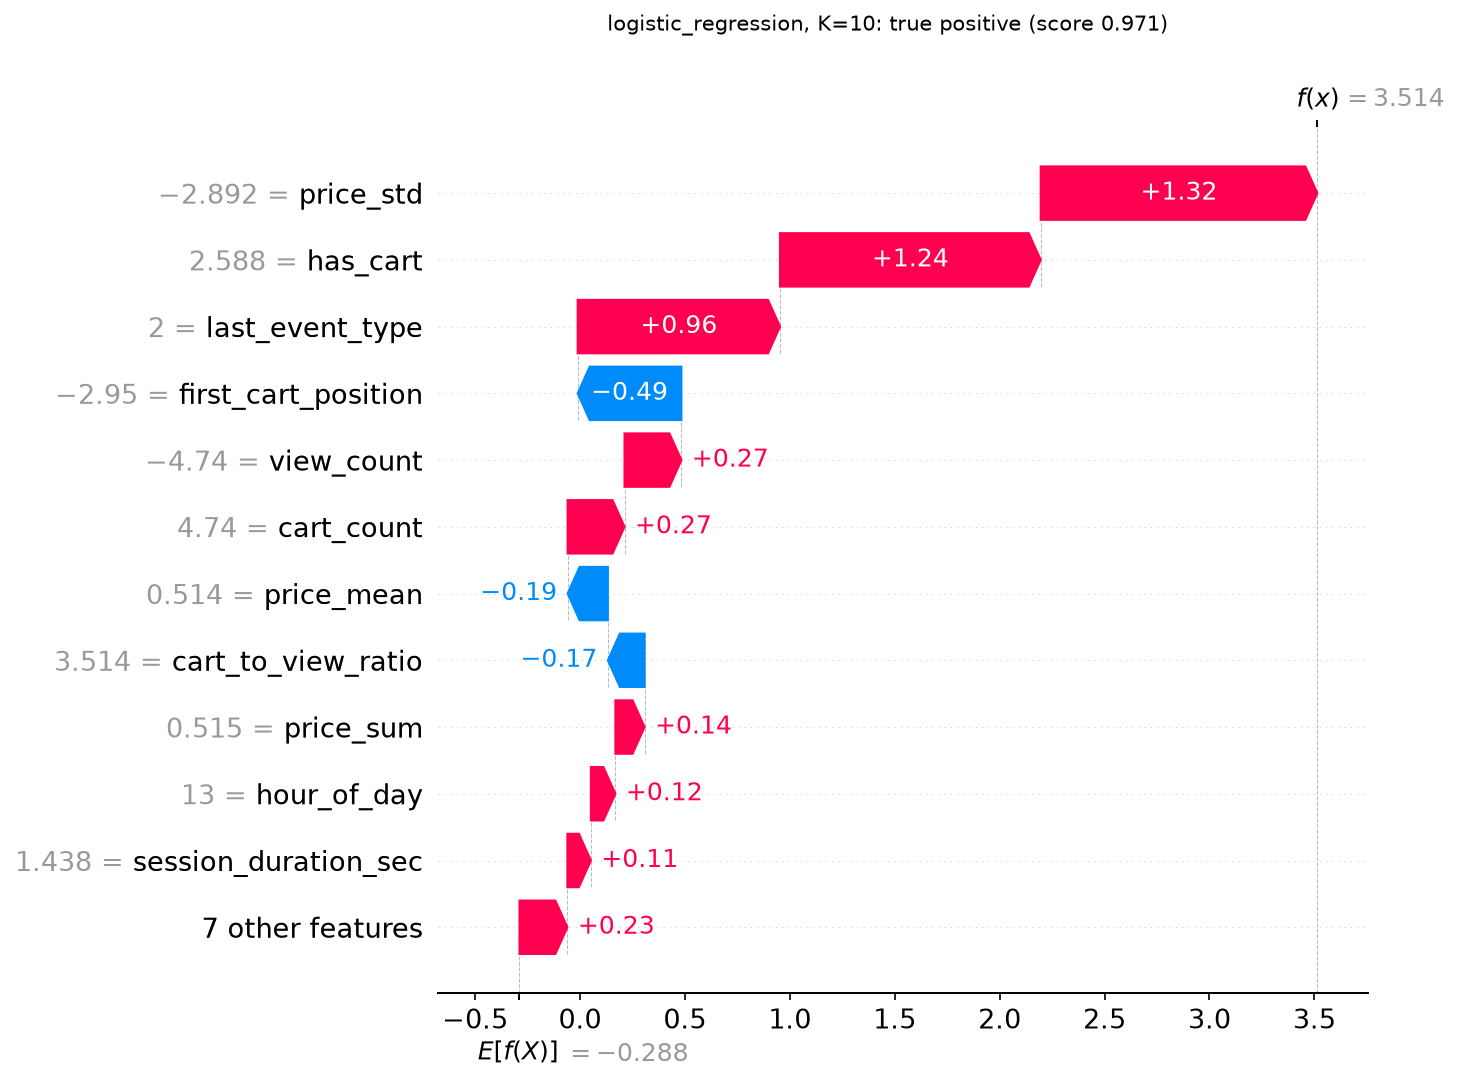 logistic_regression, K=10: true positive (score 0.971)
f(x) = 3.514
−2.892 = price_std +1.32
2.588 = has_cart +1.24
2 = last_event_type +0.96
−2.95 = first_cart_position −0.49
−4.74 = view_count +0.27
4.74 = cart_count +0.27
0.514 = price_mean −0.19
3.514 = cart_to_view_ratio −0.17
0.515 = price_sum +0.14
13 = hour_of_day +0.12
1.438 = session_duration_sec +0.11
7 other features +0.23
−0.5 0.0 0.5 1.0 1.5 2.0 2.5 3.0 3.5
E[f(X)] = −0.288